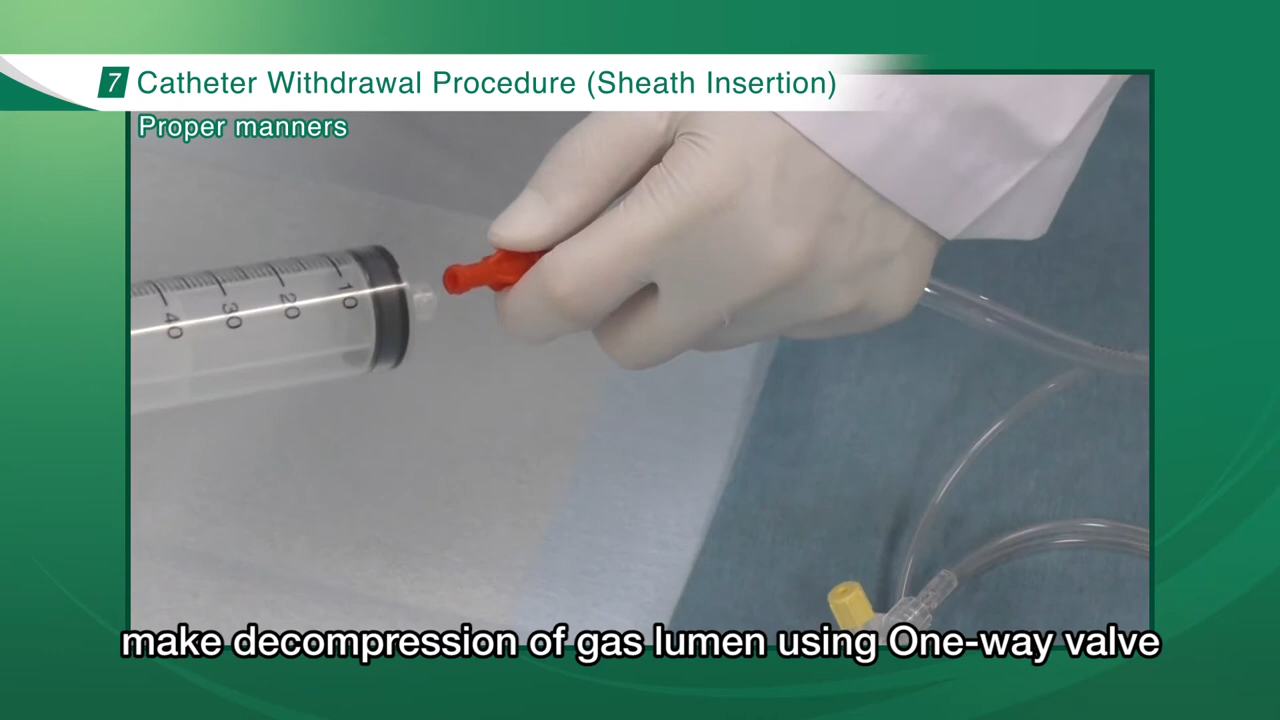 7 Catheter Withdrawal Procedure (Sheath Insertion)
Proper manners
10
20
30
40
make decompression of gas lumen using One-way valve